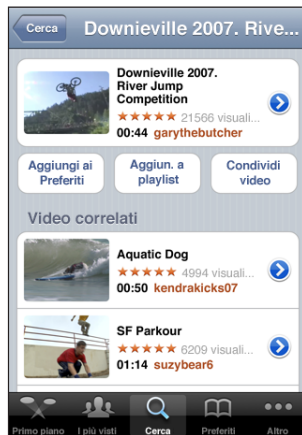 Cerca
Downieville 2007. Rive...
Downieville 2007.
River Jump
Competition
21566 visuali...
00:44 garythebutcher
Aggiungi ai
Preferiti
Aggiun. a
playlist
Condividi
video
Video correlati
Aquatic Dog
4994 visuali...
00:50 kendrakicks07
SF Parkour
6209 visuali...
01:14 suzybear6
Primo piano
I più visti
Cerca
Preferiti
Altro